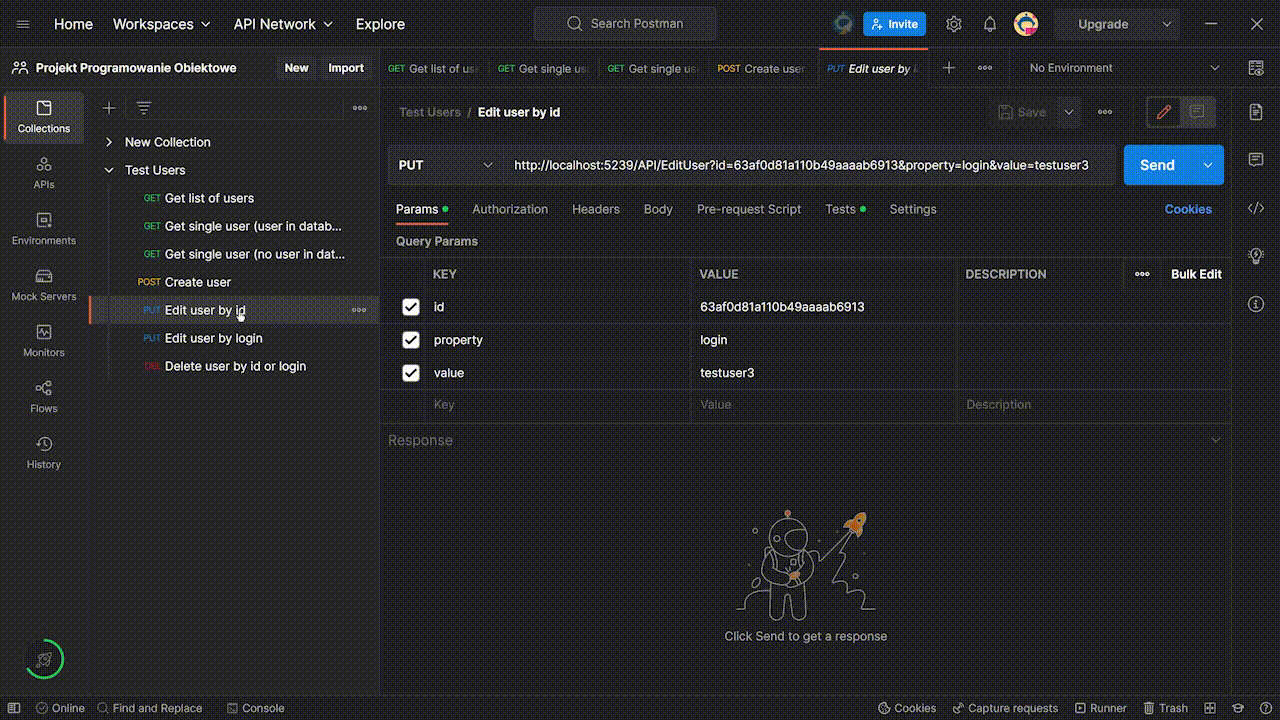 Home Workspaces API Network Explore Search Postman Invite Upgrade
Projekt Programowanie Obiektowe New Import GET Get list of GET Get single GET Get single POST Create user PUT Edit user by No Environment
Collections
APIs
Environments
Mock Servers
Monitors
Flows
History
New Collection
Test Users
GET Get list of users
GET Get single user (user in datab...
GET Get single user (no user in dat...
POST Create user
PUT Edit user by id
PUT Edit user by login
DEL Delete user by id or login
Test Users / Edit user by id Save
PUT http://localhost:5239/API/EditUser?id=63af0d81a110b49aaaab6913&property=login&value=testuser3 Send
Params Authorization Headers Body Pre-request Script Tests Settings Cookies
Query Params
KEY VALUE DESCRIPTION Bulk Edit
id 63af0d81a110b49aaaab6913
property login
value testuser3
Key Value Description
Response
Click Send to get a response
Online Find and Replace Console Cookies Capture requests Runner Trash